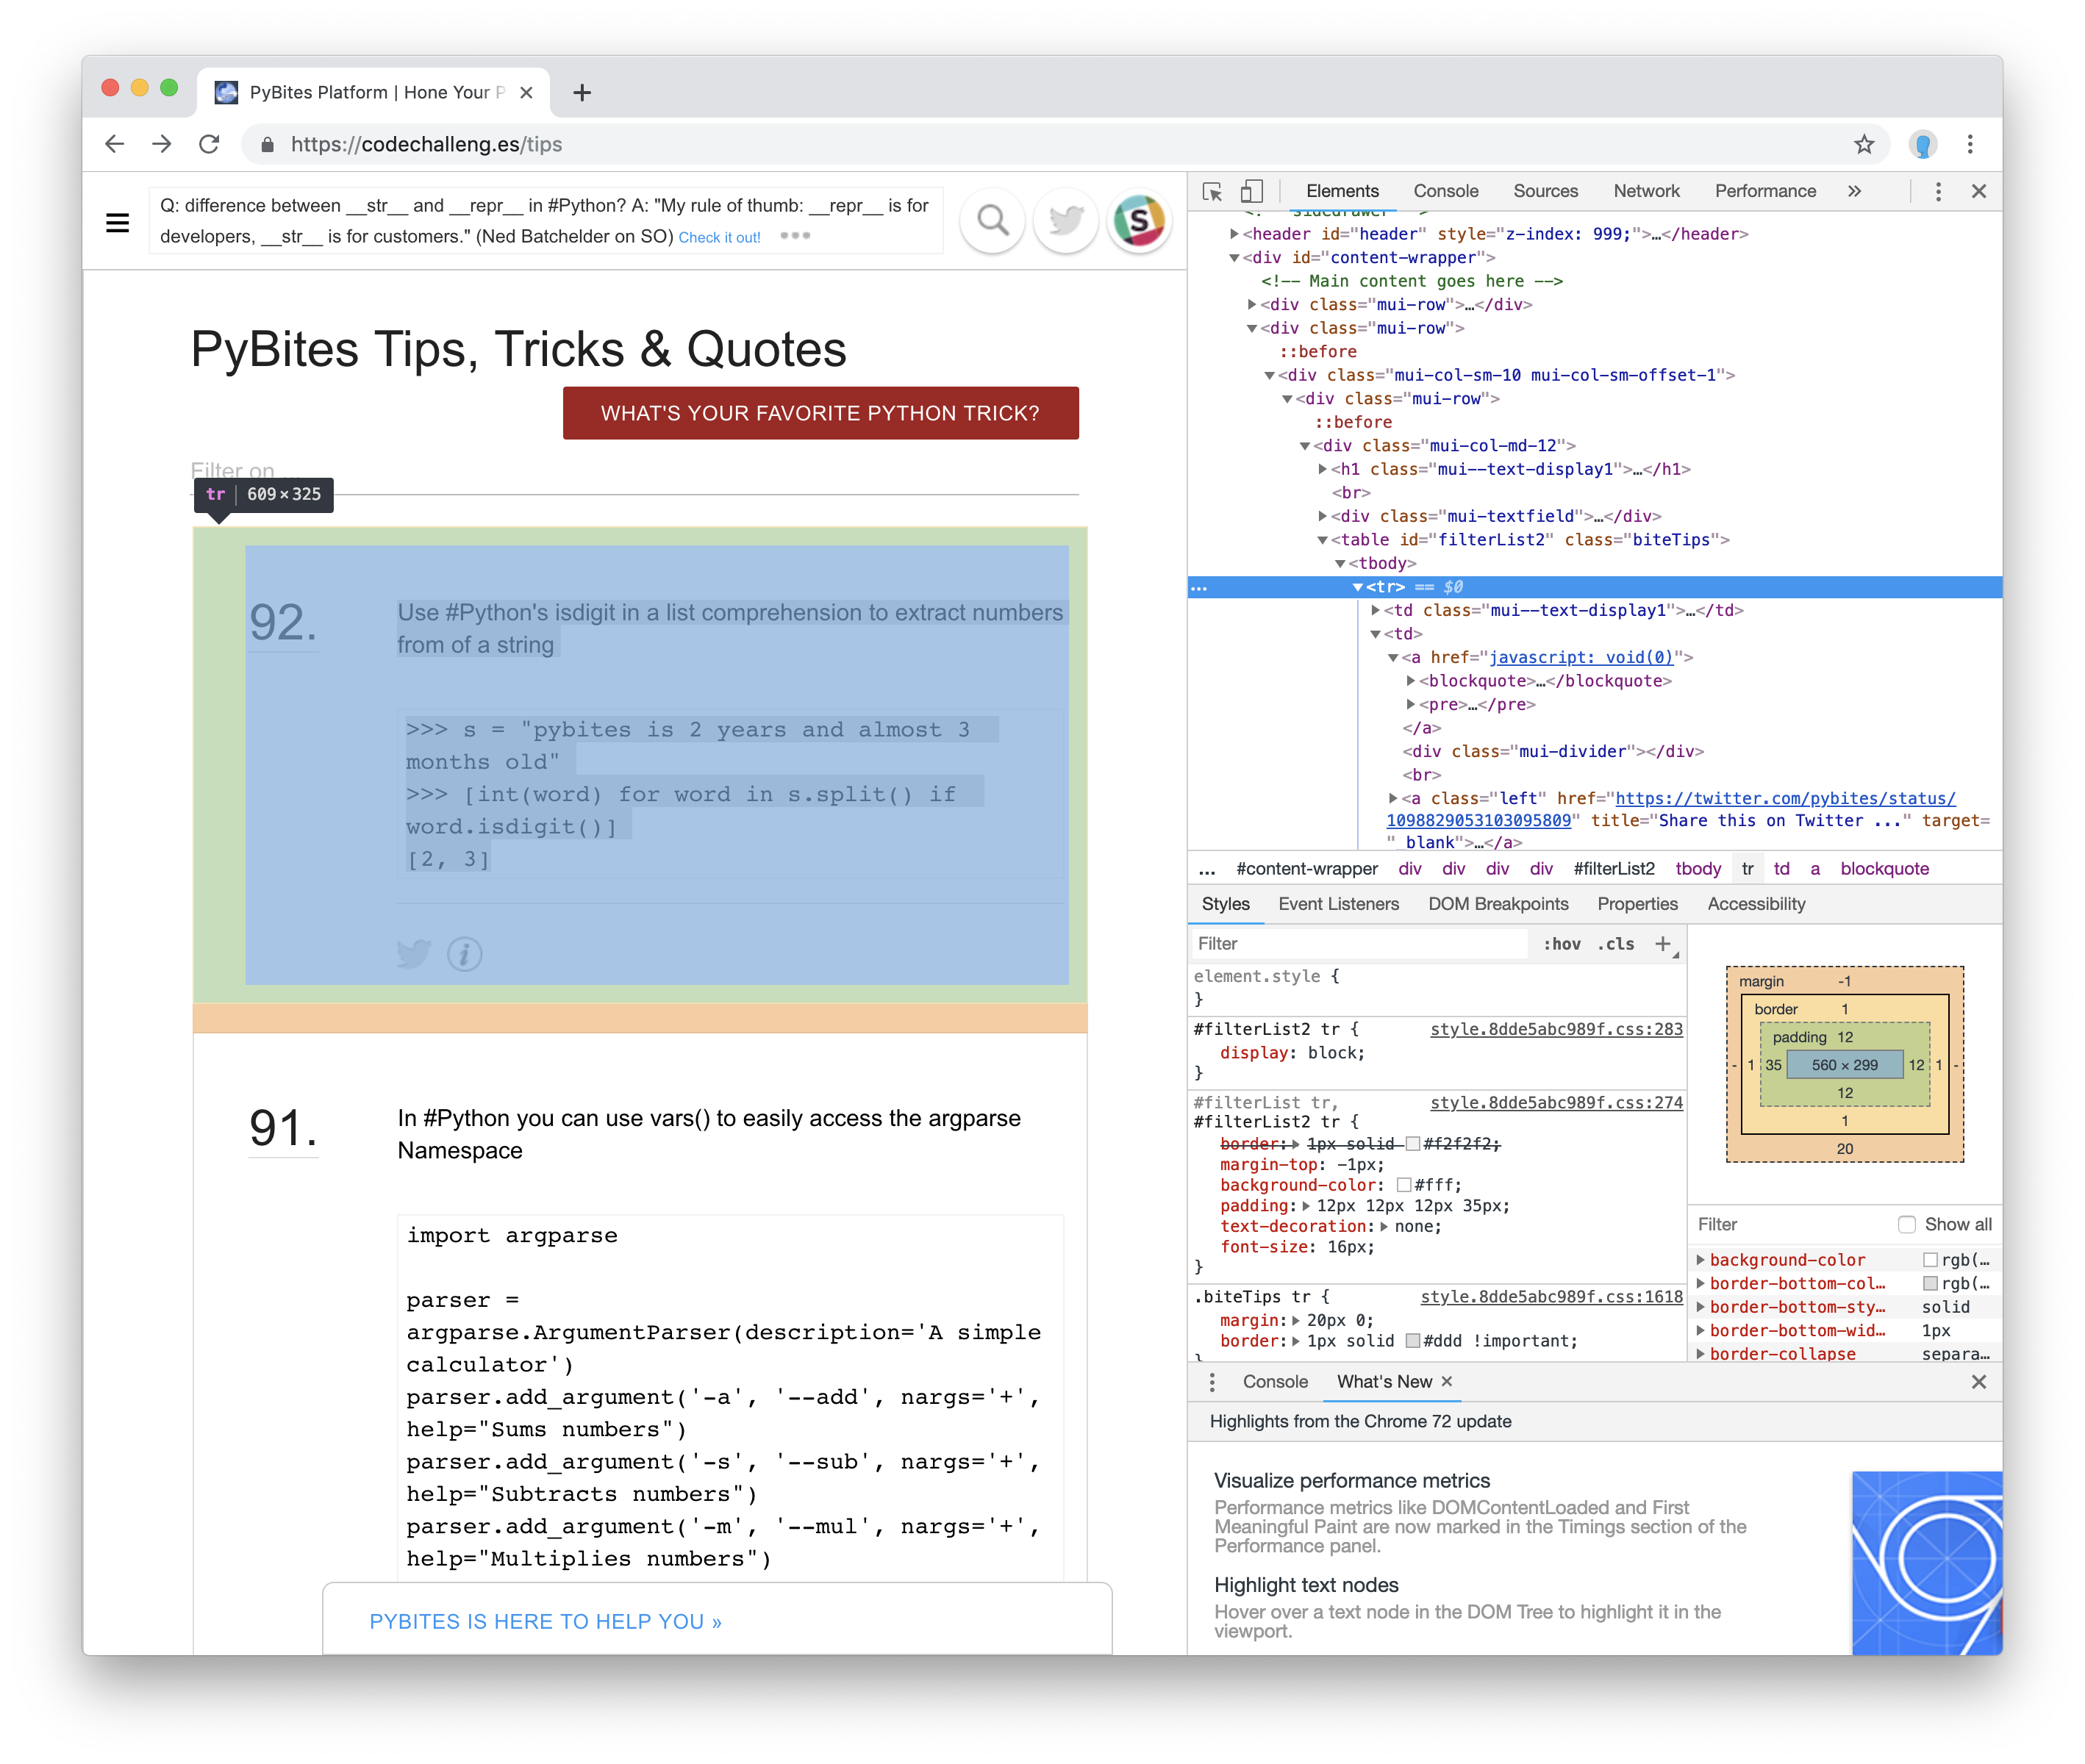 PyBites Platform | Hone Your P
https://codechalleng.es/tips
Q: difference between __str__ and __repr__ in #Python? A: "My rule of thumb: __repr__ is for
developers, __str__ is for customers." (Ned Batchelder on SO) Check it out!
PyBites Tips, Tricks & Quotes
WHAT'S YOUR FAVORITE PYTHON TRICK?
Filter on ...
tr 609×325
92.
Use #Python's isdigit in a list comprehension to extract numbers
from of a string
>>> s = "pybites is 2 years and almost 3
months old"
>>> [int(word) for word in s.split() if
word.isdigit()]
[2, 3]
91.
In #Python you can use vars() to easily access the argparse
Namespace
import argparse
parser =
argparse.ArgumentParser(description='A simple
calculator')
parser.add_argument('-a', '--add', nargs='+',
help="Sums numbers")
parser.add_argument('-s', '--sub', nargs='+',
help="Subtracts numbers")
parser.add_argument('-m', '--mul', nargs='+',
help="Multiplies numbers")
PYBITES IS HERE TO HELP YOU »
Elements Console Sources Network Performance »
<header id="header" style="z-index: 999;">…</header>
<div id="content-wrapper">
<!-- Main content goes here -->
<div class="mui-row">…</div>
<div class="mui-row">
::before
<div class="mui-col-sm-10 mui-col-sm-offset-1">
<div class="mui-row">
::before
<div class="mui-col-md-12">
<h1 class="mui--text-display1">…</h1>
<br>
<div class="mui-textfield">…</div>
<table id="filterList2" class="biteTips">
<tbody>
… <tr> == $0
<td class="mui--text-display1">…</td>
<td>
<a href="javascript: void(0)">
<blockquote>…</blockquote>
<pre>…</pre>
</a>
<div class="mui-divider"></div>
<br>
<a class="left" href="https://twitter.com/pybites/status/
1098829053103095809" title="Share this on Twitter ..." target=
"_blank">…</a>
... #content-wrapper div div div div #filterList2 tbody tr td a blockquote
Styles Event Listeners DOM Breakpoints Properties Accessibility
Filter :hov .cls +
element.style {
}
#filterList2 tr { style.8dde5abc989f.css:283
display: block;
}
#filterList tr, style.8dde5abc989f.css:274
#filterList2 tr {
border: 1px solid #f2f2f2;
margin-top: -1px;
background-color: #fff;
padding: 12px 12px 12px 35px;
text-decoration: none;
font-size: 16px;
}
.biteTips tr { style.8dde5abc989f.css:1618
margin: 20px 0;
border: 1px solid #ddd !important;
}
margin -1
border 1
padding 12
- 1 35 560 × 299 12 1 -
12
1
20
Filter Show all
background-color rgb(…
border-bottom-col… rgb(…
border-bottom-sty… solid
border-bottom-wid… 1px
border-collapse separa…
Console What's New
Highlights from the Chrome 72 update
Visualize performance metrics
Performance metrics like DOMContentLoaded and First
Meaningful Paint are now marked in the Timings section of the
Performance panel.
Highlight text nodes
Hover over a text node in the DOM Tree to highlight it in the
viewport.